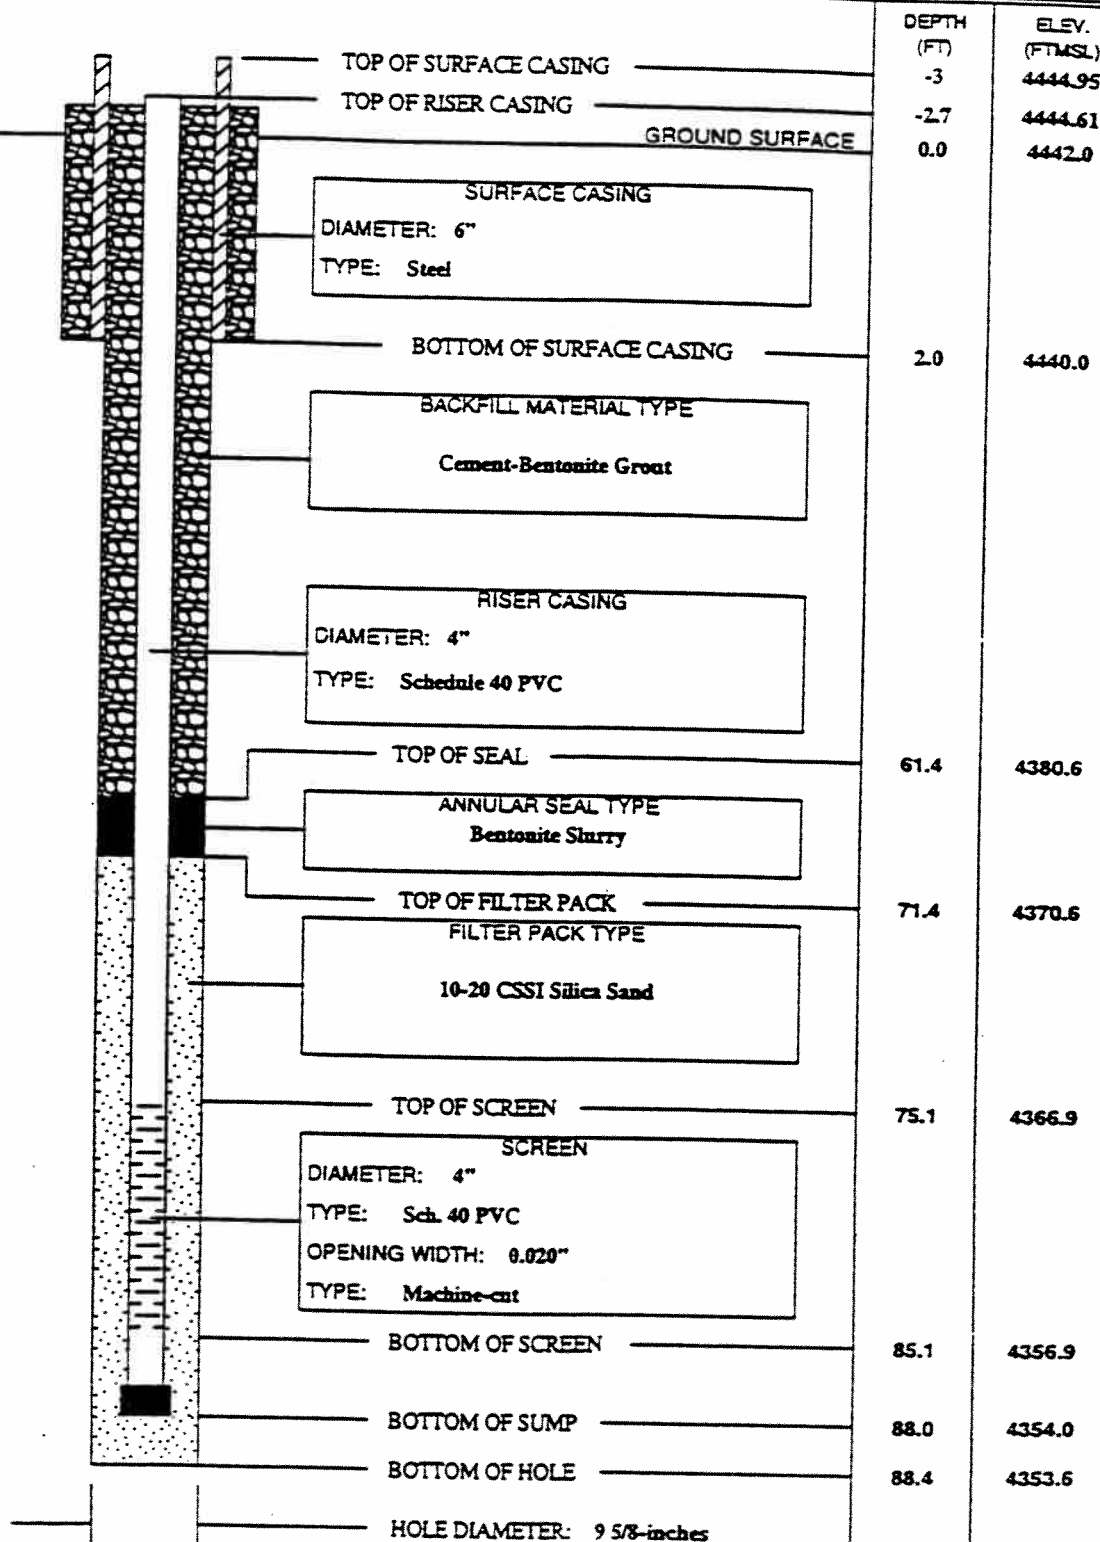 DEPTH ELEV.
(FT) (FTMSL)
TOP OF SURFACE CASING -3 4444.95
TOP OF RISER CASING -2.7 4444.61
GROUND SURFACE 0.0 4442.0
SURFACE CASING
DIAMETER: 6"
TYPE: Steel
BOTTOM OF SURFACE CASING 2.0 4440.0
BACKFILL MATERIAL TYPE
Cement-Bentonite Grout
RISER CASING
DIAMETER: 4"
TYPE: Schedule 40 PVC
TOP OF SEAL 61.4 4380.6
ANNULAR SEAL TYPE
Bentonite Slurry
TOP OF FILTER PACK 71.4 4370.6
FILTER PACK TYPE
10-20 CSSI Silica Sand
TOP OF SCREEN 75.1 4366.9
SCREEN
DIAMETER: 4"
TYPE: Sch. 40 PVC
OPENING WIDTH: 0.020"
TYPE: Machine-cut
BOTTOM OF SCREEN 85.1 4356.9
BOTTOM OF SUMP 88.0 4354.0
BOTTOM OF HOLE 88.4 4353.6
HOLE DIAMETER: 9 5/8-inches